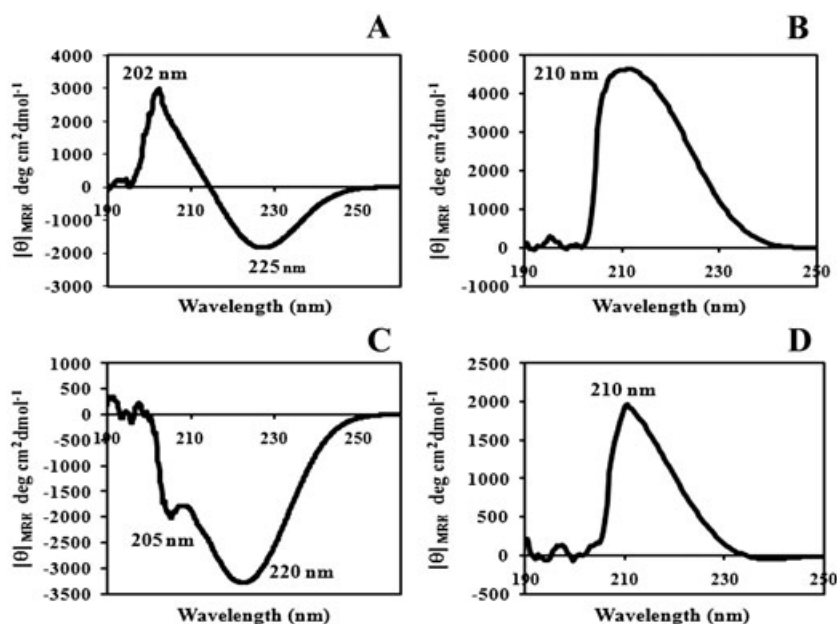 A
[θ]MRE deg cm²dmol⁻¹
4000
3000
2000
1000
0
-1000
-2000
-3000
202 nm
225 nm
190
210
230
250
Wavelength (nm)
B
[θ]MRE deg cm²dmol⁻¹
5000
4000
3000
2000
1000
0
-1000
210 nm
190
210
230
250
Wavelength (nm)
C
[θ]MRE deg cm²dmol⁻¹
1000
500
0
-500
-1000
-1500
-2000
-2500
-3000
-3500
190
210
230
250
205 nm
220 nm
Wavelength (nm)
D
[θ]MRE deg cm²dmol⁻¹
2500
2000
1500
1000
500
0
-500
210 nm
190
210
230
250
Wavelength (nm)